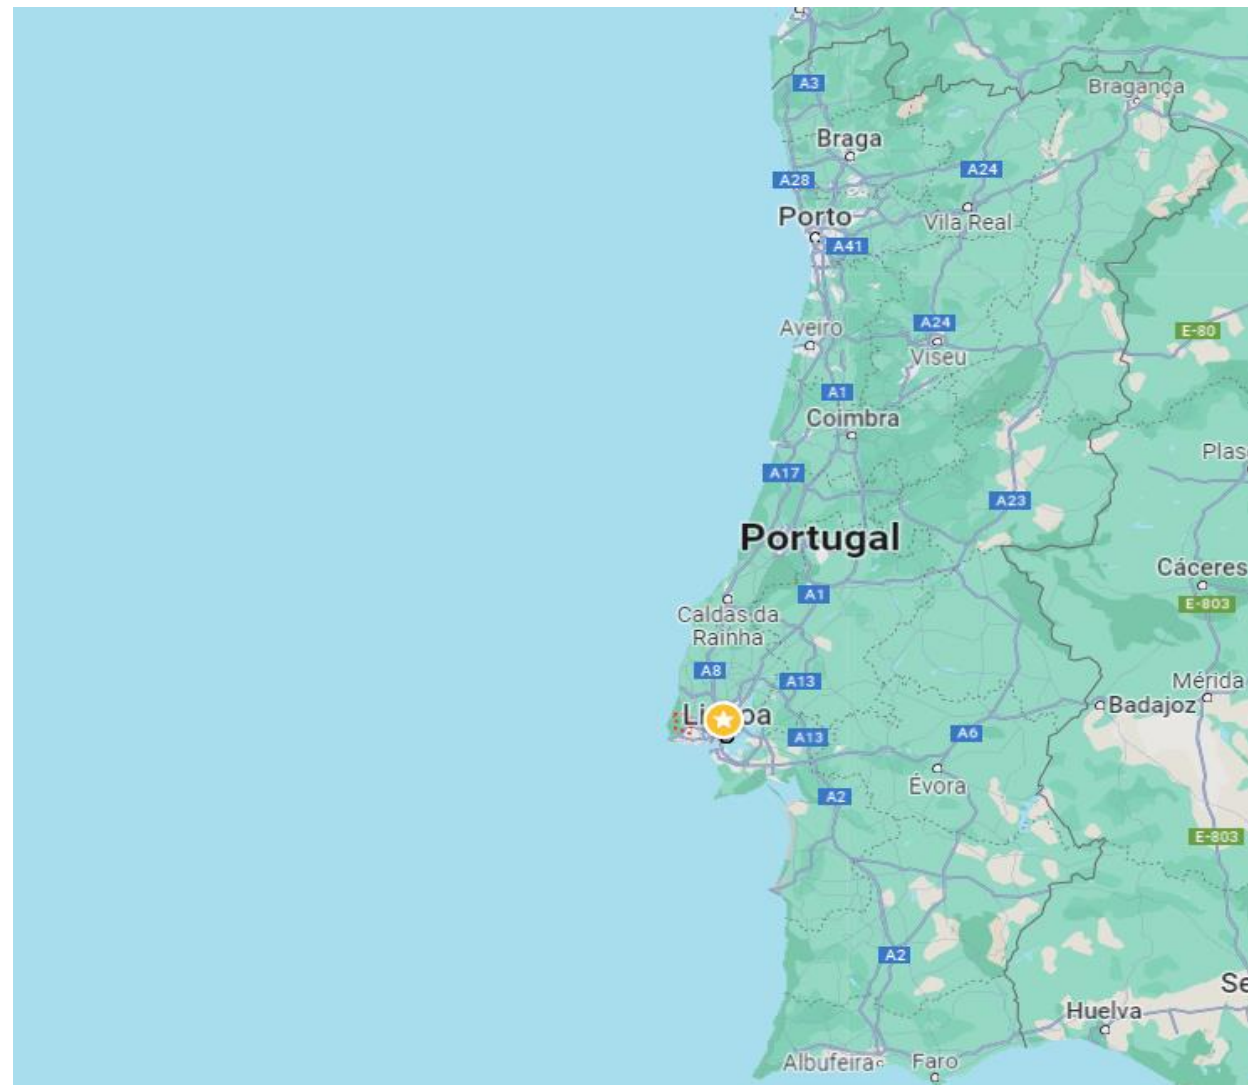 A3
Bragança
Braga
A24
A28
Porto
Vila Real
A41
Aveiro
A24
E-80
Viseu
A1
Coimbra
Plas
A17
A23
Portugal
Cáceres
A1
E-803
Caldas da
Rainha
A8
A13
Mérida
Badajoz
A13
A6
Évora
A2
E-803
A2
Se
Huelva
Albufeira
Faro